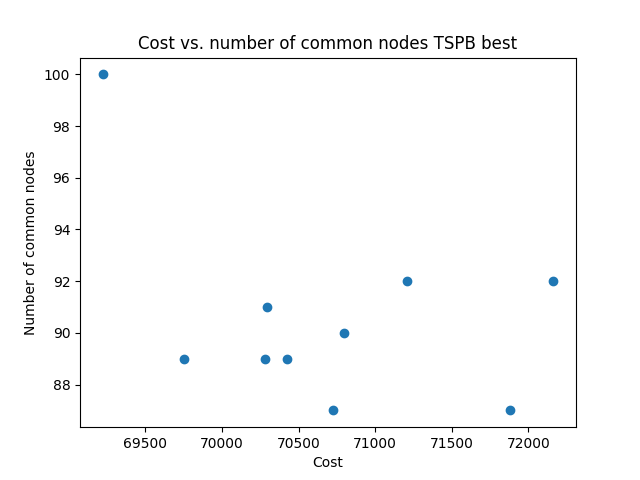 Cost vs. number of common nodes TSPB best
100
98
96
94
92
90
88
Number of common nodes
69500 70000 70500 71000 71500 72000
Cost